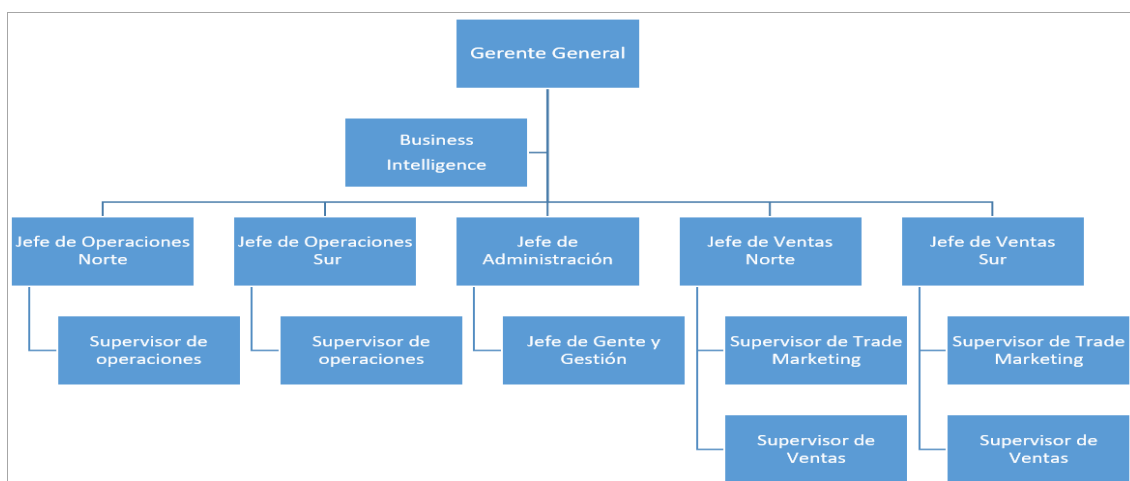 Gerente General
Business
Intelligence
Jefe de Operaciones
Norte
Jefe de Operaciones
Sur
Jefe de
Administración
Jefe de Ventas
Norte
Jefe de Ventas
Sur
Supervisor de
operaciones
Supervisor de
operaciones
Jefe de Gente y
Gestión
Supervisor de Trade
Marketing
Supervisor de Trade
Marketing
Supervisor de
Ventas
Supervisor de
Ventas